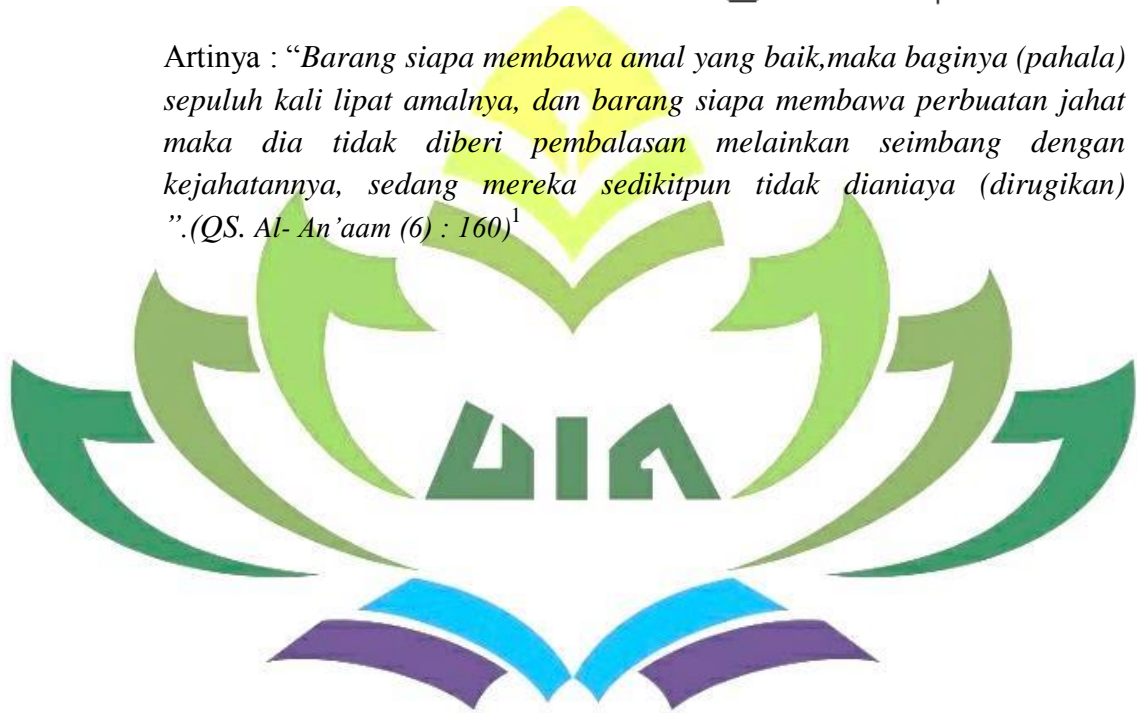 Artinya : “Barang siapa membawa amal yang baik,maka baginya (pahala)
sepuluh kali lipat amalnya, dan barang siapa membawa perbuatan jahat
maka dia tidak diberi pembalasan melainkan seimbang dengan
kejahatannya, sedang mereka sedikitpun tidak dianiaya (dirugikan)
”.(QS. Al- An’aam (6) : 160)¹
UIN